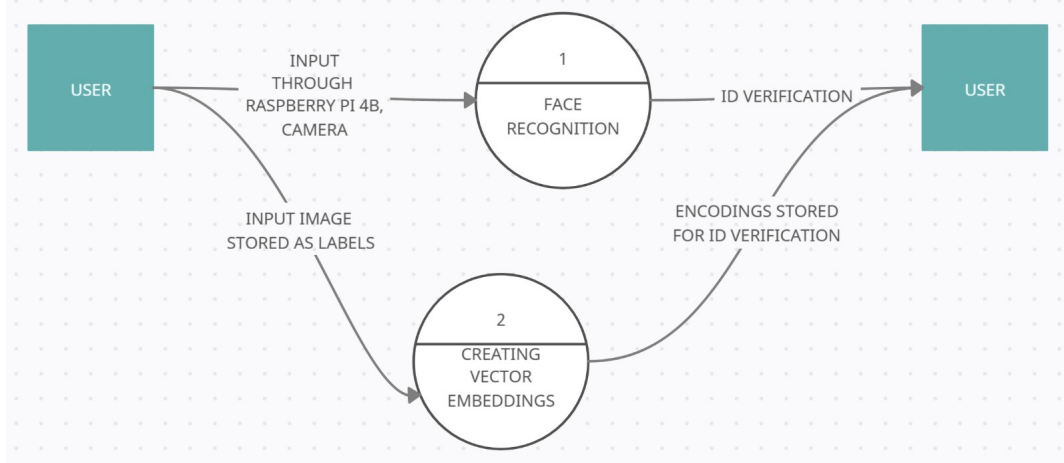 USER
INPUT
THROUGH
RASPBERRY PI 4B,
CAMERA
1
FACE
RECOGNITION
ID VERIFICATION
USER
INPUT IMAGE
STORED AS LABELS
ENCODINGS STORED
FOR ID VERIFICATION
2
CREATING
VECTOR
EMBEDDINGS